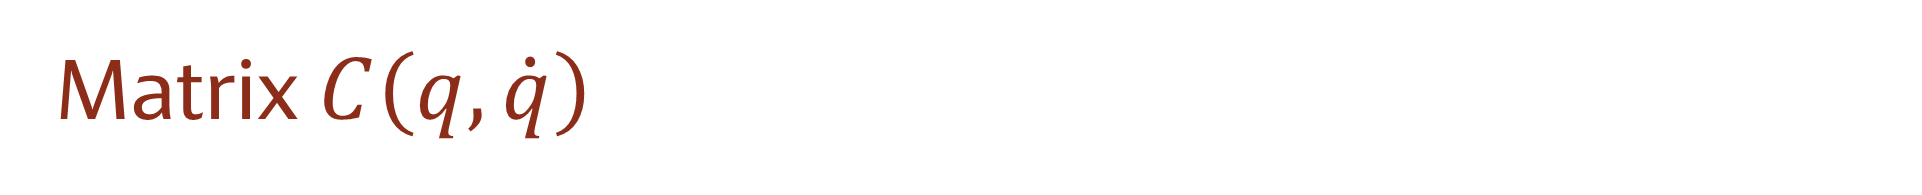 Matrix C(q, q̇)